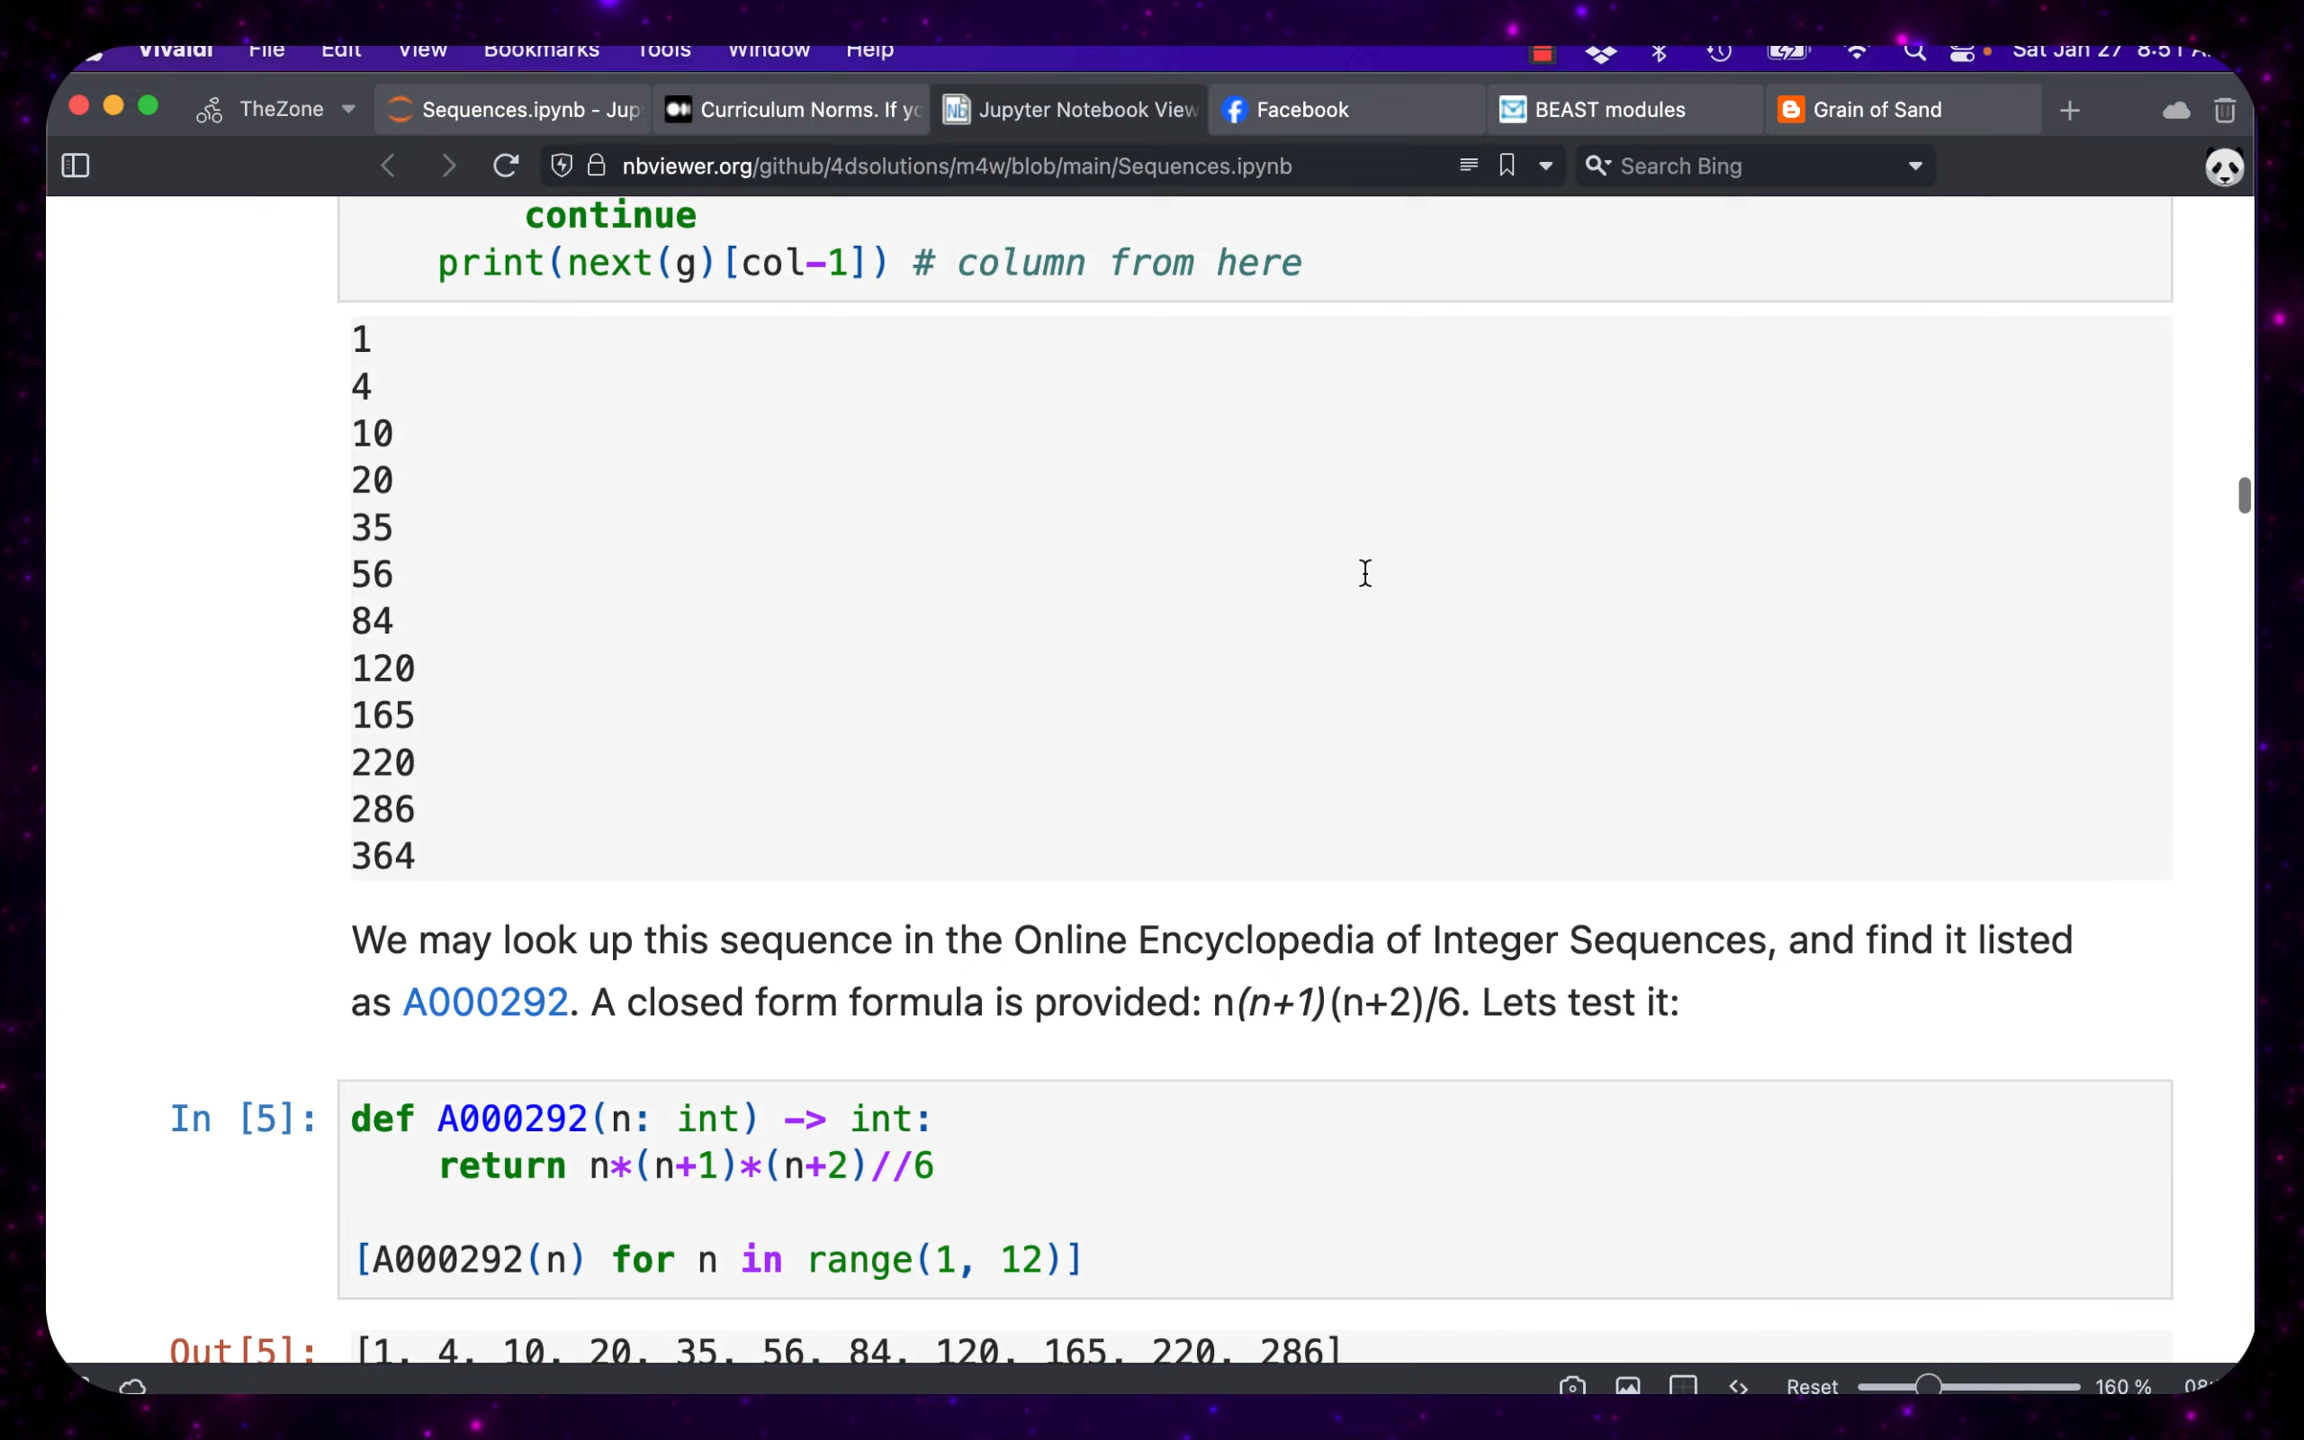 Vivaldi File Edit View Bookmarks Tools Window Help Sat Jan 27 8:51
TheZone Sequences.ipynb - Jup Curriculum Norms. If yo Jupyter Notebook View Facebook BEAST modules Grain of Sand
nbviewer.org/github/4dsolutions/m4w/blob/main/Sequences.ipynb Search Bing
continue
print(next(g)[col-1]) # column from here
1
4
10
20
35
56
84
120
165
220
286
364
We may look up this sequence in the Online Encyclopedia of Integer Sequences, and find it listed
as A000292. A closed form formula is provided: n(n+1)(n+2)/6. Lets test it:
In [5]: def A000292(n: int) -> int:
return n*(n+1)*(n+2)//6
[A000292(n) for n in range(1, 12)]
Out[5]: [1, 4, 10, 20, 35, 56, 84, 120, 165, 220, 286]
Reset 160 %